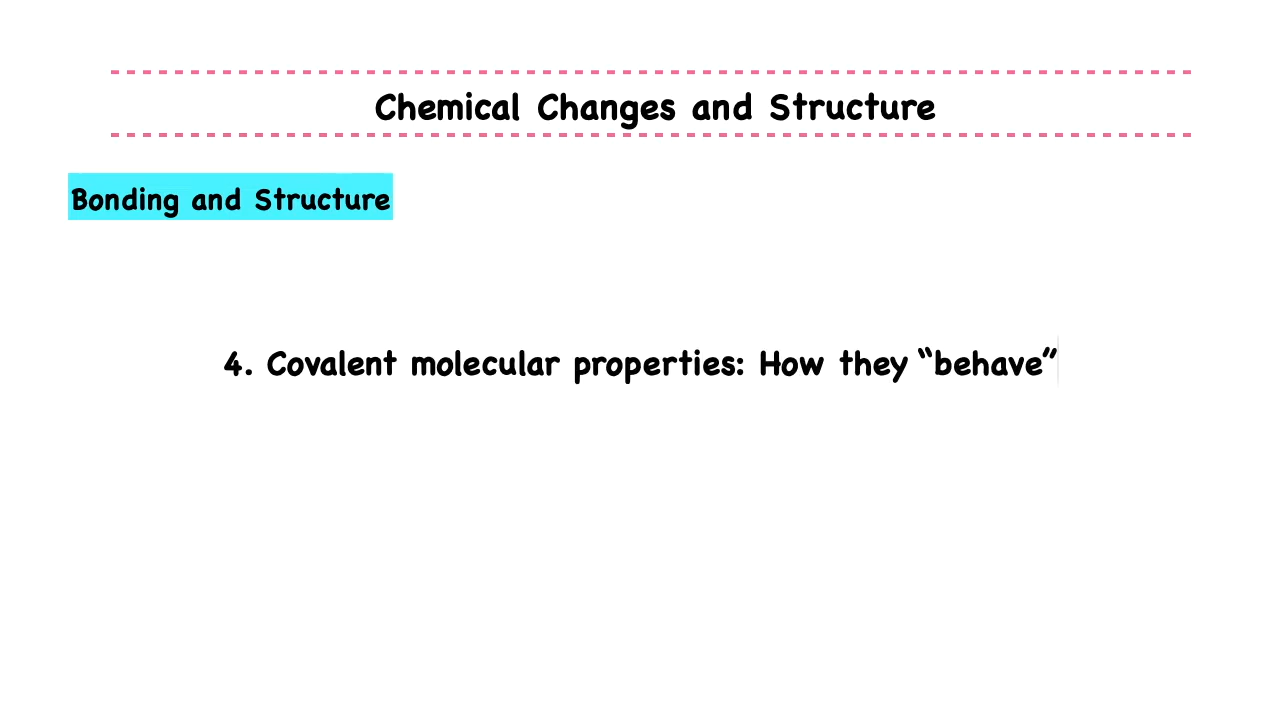 Chemical Changes and Structure
Bonding and Structure
4. Covalent molecular properties: How they “behave”